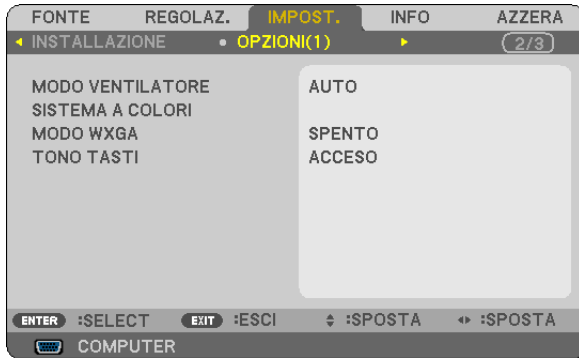 FONTE REGOLAZ. IMPOST. INFO AZZERA
INSTALLAZIONE • OPZIONI(1) 2/3
MODO VENTILATORE AUTO
SISTEMA A COLORI
MODO WXGA SPENTO
TONO TASTI ACCESO
ENTER :SELECT EXIT :ESCI :SPOSTA :SPOSTA
COMPUTER